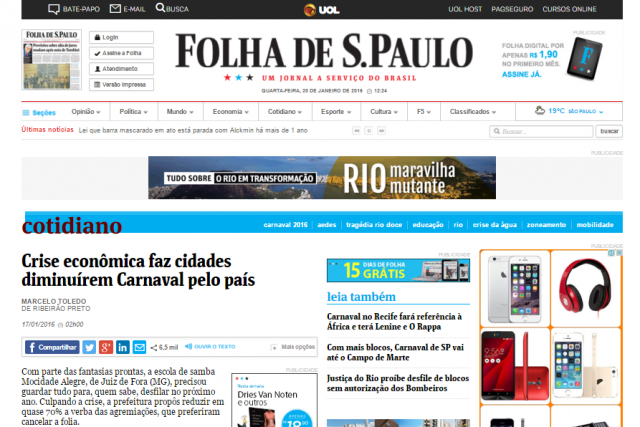 BATE-PAPO E-MAIL BUSCA UOL UOL HOST PAGSEGURO CURSOS ONLINE
FOLHA DE S.PAULO
Login
Assine a Folha
Atendimento
Versão Impressa
FOLHA DE S.PAULO
UM JORNAL A SERVIÇO DO BRASIL
QUARTA-FEIRA, 20 DE JANEIRO DE 2016 12:24
PUBLICIDADE
FOLHA DIGITAL POR
APENAS R$ 1,90
NO PRIMEIRO MÊS.
ASSINE JÁ.
Seções Opinião Política Mundo Economia Cotidiano Esporte Cultura F5 Classificados 19ºC SÃO PAULO
Últimas notícias Lei que barra mascarado em ato está parada com Alckmin há mais de 1 ano Buscar... buscar
PUBLICIDADE
TUDO SOBRE O RIO EM TRANSFORMAÇÃO RIO maravilha mutante
cotidiano carnaval 2016 aedes tragédia rio doce educação rio crise da água zoneamento mobilidade
Crise econômica faz cidades
diminuírem Carnaval pelo país
MARCELO TOLEDO
DE RIBEIRÃO PRETO
17/01/2016 02h00
Compartilhar 6,5 mil OUVIR O TEXTO Mais opções
Com parte das fantasias prontas, a escola de samba
Mocidade Alegre, de Juiz de Fora (MG), precisou
guardar tudo para, quem sabe, desfilar no próximo
ano. Culpando a crise, a prefeitura propôs reduzir em
quase 70% a verba das agremiações, que preferiram
cancelar a folia.
PUBLICIDADE
Dries Van Noten
e outros
PUBLICIDADE
15 DIAS DE FOLHA GRÁTIS
leia também
Carnaval no Recife fará referência à
África e terá Lenine e O Rappa
Com mais blocos, Carnaval de SP vai
até o Campo de Marte
Justiça do Rio proíbe desfile de blocos
sem autorização dos Bombeiros
PUBLICIDADE